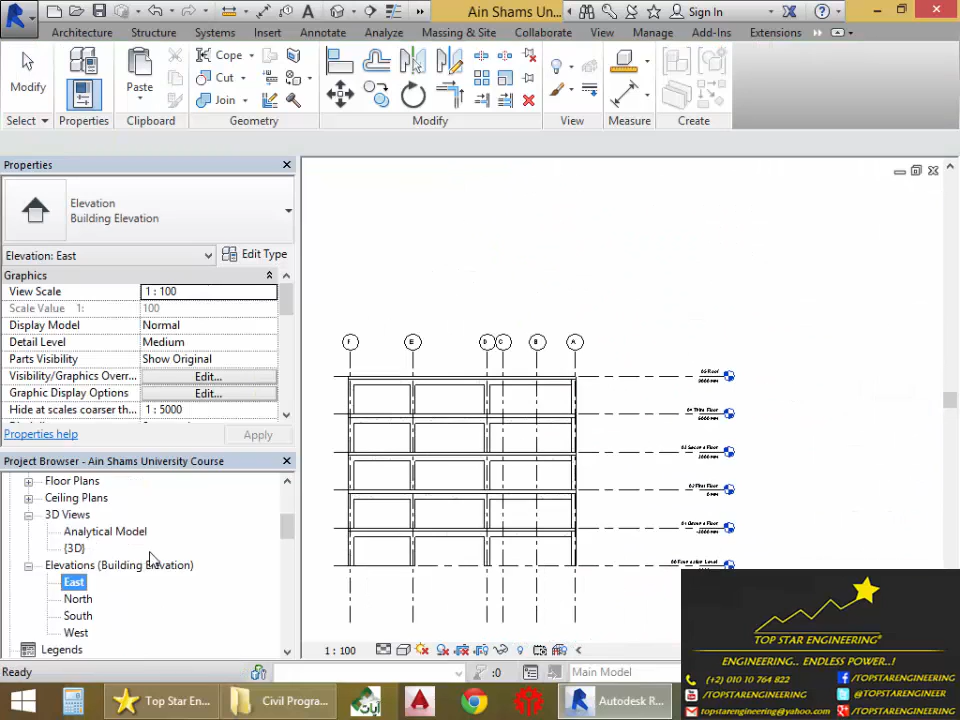 Ain Shams Un...
Sign In
Architecture Structure Systems Insert Annotate Analyze Massing & Site Collaborate View Manage Add-Ins Extensions
Modify
Cope
Cut
Join
Paste
Select Properties Clipboard Geometry Modify View Measure Create
Properties
Elevation
Building Elevation
Elevation: East
Edit Type
Graphics
View Scale 1 : 100
Scale Value 1: 100
Display Model Normal
Detail Level Medium
Parts Visibility Show Original
Visibility/Graphics Overr... Edit...
Graphic Display Options Edit...
Hide at scales coarser th... 1 : 5000
Properties help
Apply
Project Browser - Ain Shams University Course
Floor Plans
Ceiling Plans
3D Views
Analytical Model
{3D}
Elevations (Building Elevation)
East
North
South
West
Legends
F E D C B A
1 : 100
Ready
:0
Main Model
TOP STAR ENGINEERING®
ENGINEERING.. ENDLESS POWER..!
(+2) 010 10 764 822
/TOPSTARENGINEERING
/TOPSTARENGINEERING
@TOPSTARENGINEER
topstarengineering@yahoo.com
/TOPSTARENGINEERING
Top Star En...
Civil Progra...
Autodesk R...